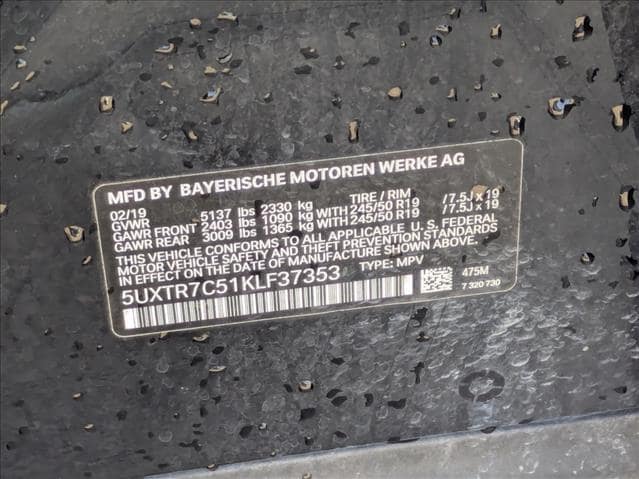 MFD BY BAYERISCHE MOTOREN WERKE AG
02/19 TIRE / RIM
GVWR 5137 lbs 2330 kg
GAWR FRONT 2403 lbs 1090 kg WITH 245/50 R19 /7.5J x 19
GAWR REAR 3009 lbs 1365 kg WITH 245/50 R19 /7.5J x 19
THIS VEHICLE CONFORMS TO ALL APPLICABLE U. S. FEDERAL
MOTOR VEHICLE SAFETY AND THEFT PREVENTION STANDARDS
IN EFFECT ON THE DATE OF MANUFACTURE SHOWN ABOVE.
5UXTR7C51KLF37353 TYPE: MPV 475M
7 320 730